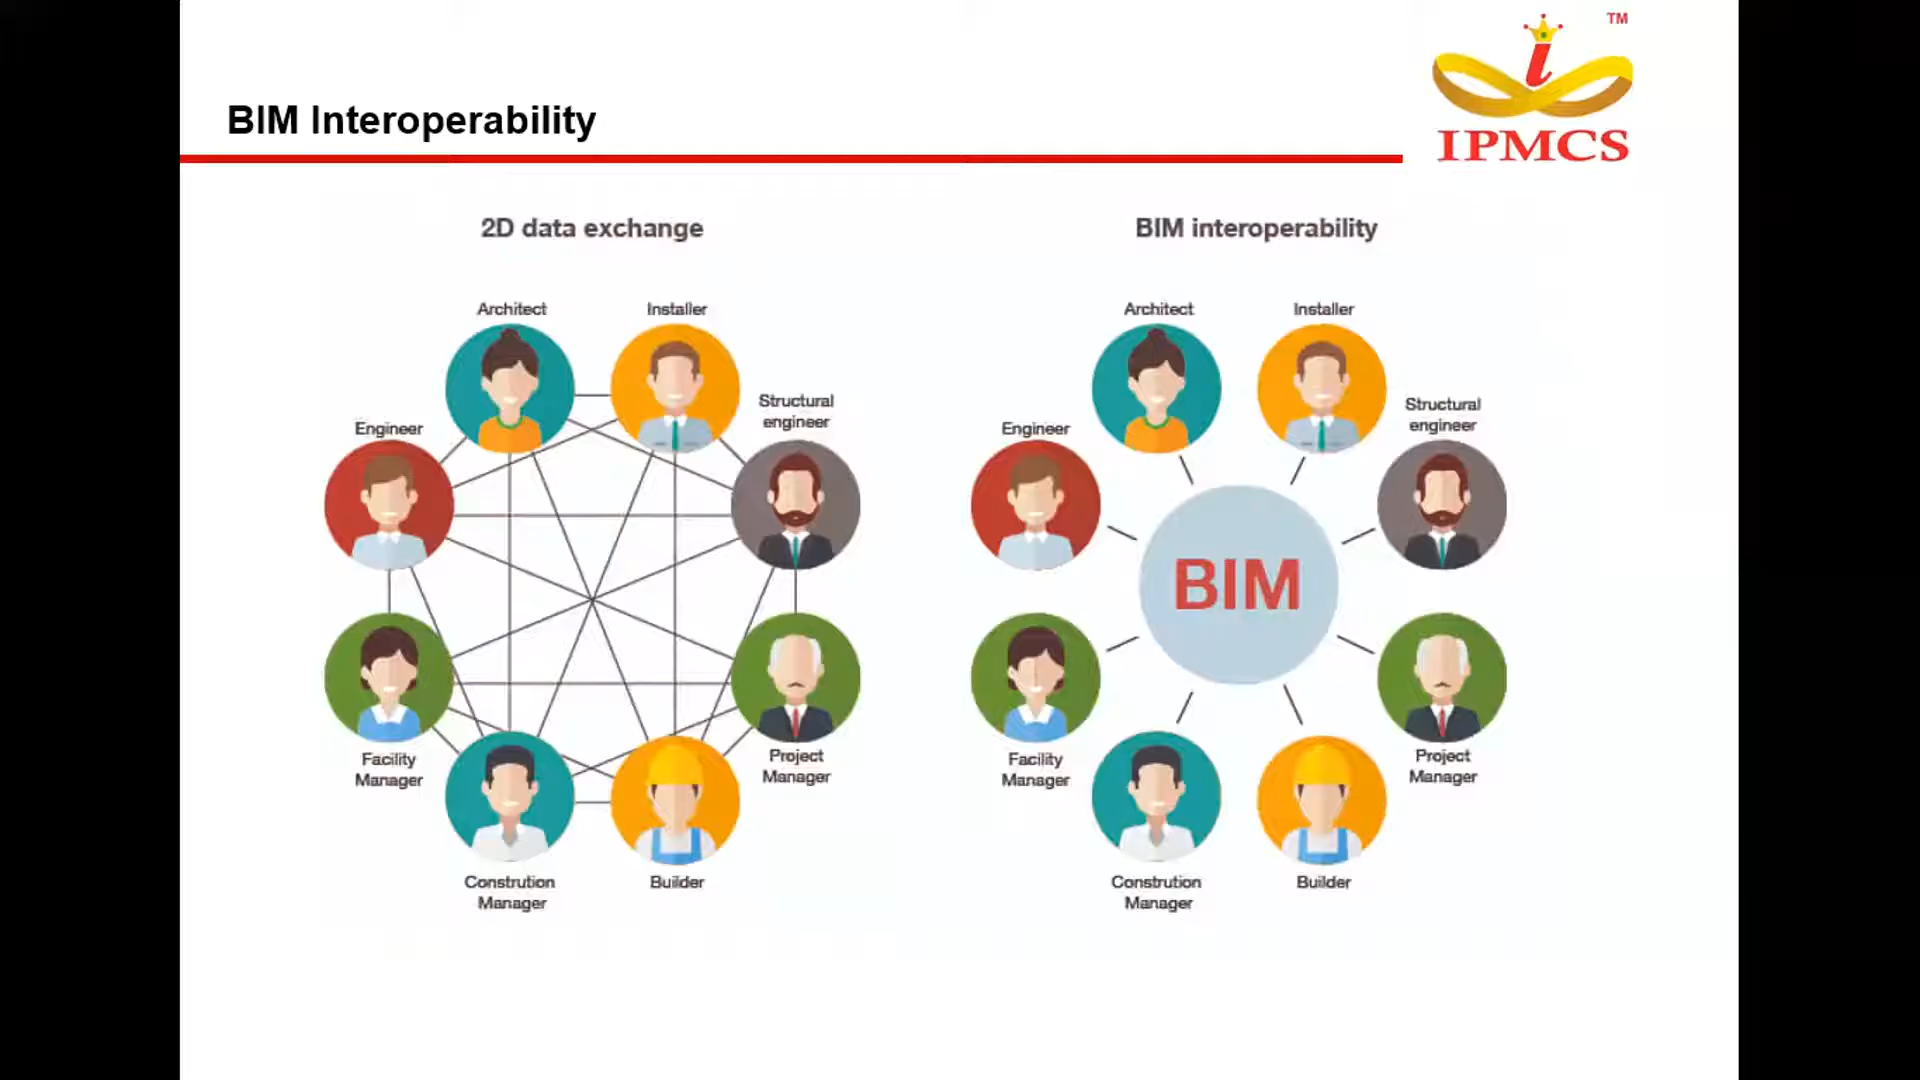 TM
IPMCS
BIM Interoperability
2D data exchange
Architect
Installer
Structural
engineer
Engineer
Facility
Manager
Project
Manager
Constrution
Manager
Builder
BIM interoperability
Architect
Installer
Structural
engineer
Engineer
BIM
Facility
Manager
Project
Manager
Constrution
Manager
Builder